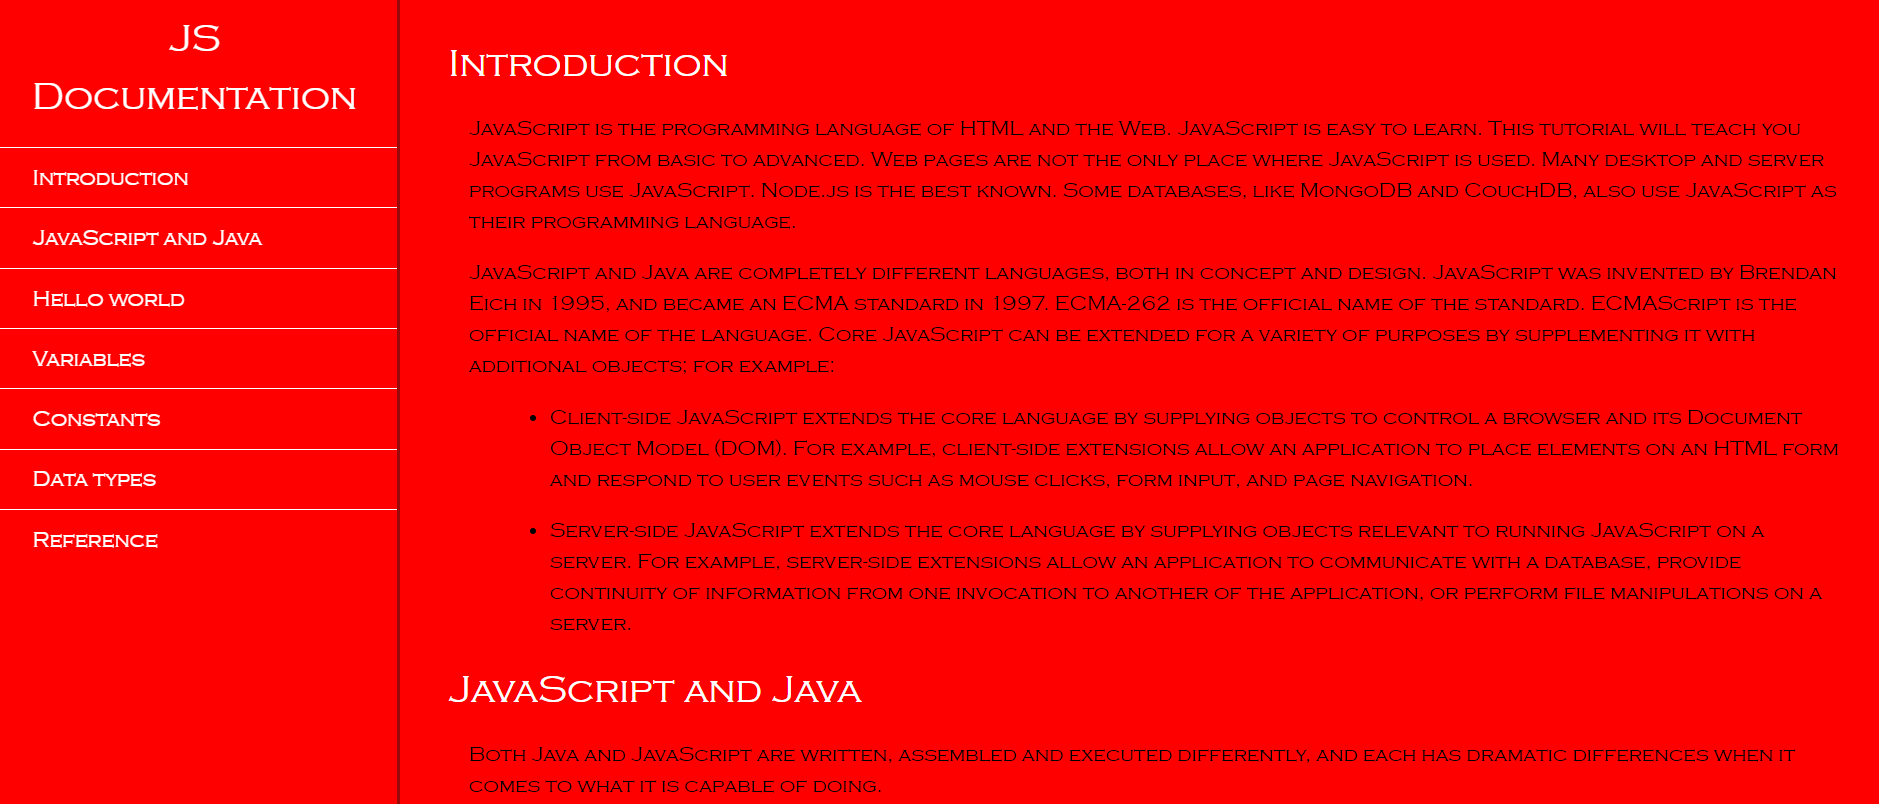 JS
Documentation
Introduction
JavaScript and Java
Hello world
Variables
Constants
Data types
Reference
Introduction
JavaScript is the programming language of HTML and the Web. JavaScript is easy to learn. This tutorial will teach you
JavaScript from basic to advanced. Web pages are not the only place where JavaScript is used. Many desktop and server
programs use JavaScript. Node.js is the best known. Some databases, like MongoDB and CouchDB, also use JavaScript as
their programming language.
JavaScript and Java are completely different languages, both in concept and design. JavaScript was invented by Brendan
Eich in 1995, and became an ECMA standard in 1997. ECMA-262 is the official name of the standard. ECMAScript is the
official name of the language. Core JavaScript can be extended for a variety of purposes by supplementing it with
additional objects; for example:
• Client-side JavaScript extends the core language by supplying objects to control a browser and its Document
Object Model (DOM). For example, client-side extensions allow an application to place elements on an HTML form
and respond to user events such as mouse clicks, form input, and page navigation.
• Server-side JavaScript extends the core language by supplying objects relevant to running JavaScript on a
server. For example, server-side extensions allow an application to communicate with a database, provide
continuity of information from one invocation to another of the application, or perform file manipulations on a
server.
JavaScript and Java
Both Java and JavaScript are written, assembled and executed differently, and each has dramatic differences when it
comes to what it is capable of doing.